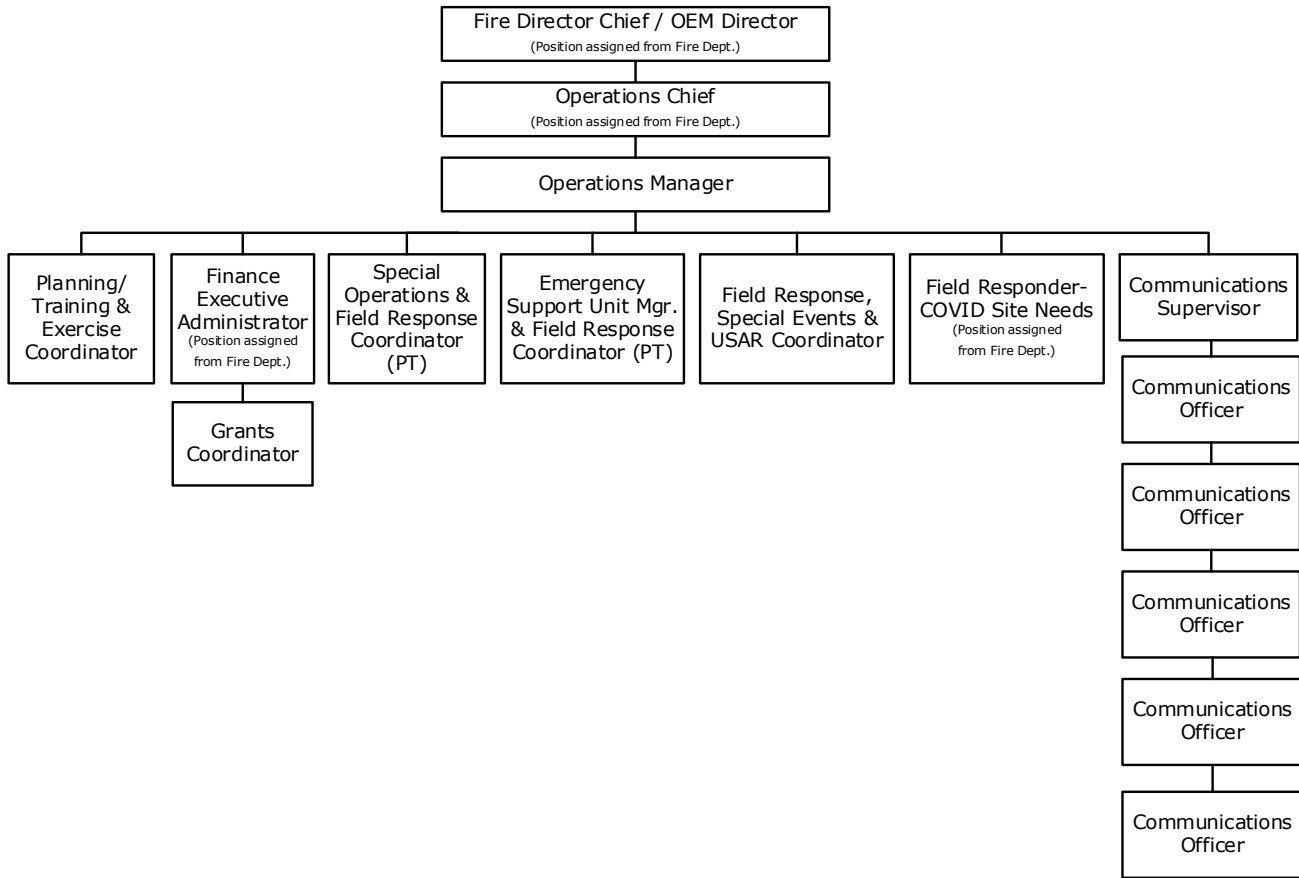 Fire Director Chief / OEM Director
(Position assigned from Fire Dept.)
Operations Chief
(Position assigned from Fire Dept.)
Operations Manager
Planning/
Training &
Exercise
Coordinator
Finance
Executive
Administrator
(Position assigned
from Fire Dept.)
Special
Operations &
Field Response
Coordinator
(PT)
Emergency
Support Unit Mgr.
& Field Response
Coordinator (PT)
Field Response,
Special Events &
USAR Coordinator
Field Responder-
COVID Site Needs
(Position assigned
from Fire Dept.)
Communications
Supervisor
Grants
Coordinator
Communications
Officer
Communications
Officer
Communications
Officer
Communications
Officer
Communications
Officer